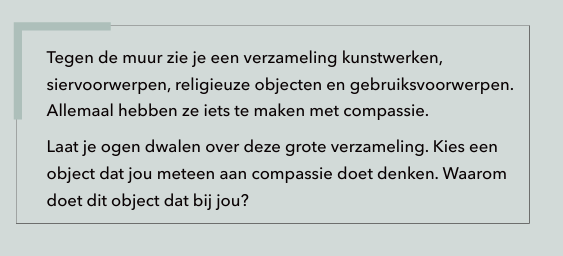 Tegen de muur zie je een verzameling kunstwerken,
siervoorwerpen, religieuze objecten en gebruiksvoorwerpen.
Allemaal hebben ze iets te maken met compassie.
Laat je ogen dwalen over deze grote verzameling. Kies een
object dat jou meteen aan compassie doet denken. Waarom
doet dit object dat bij jou?